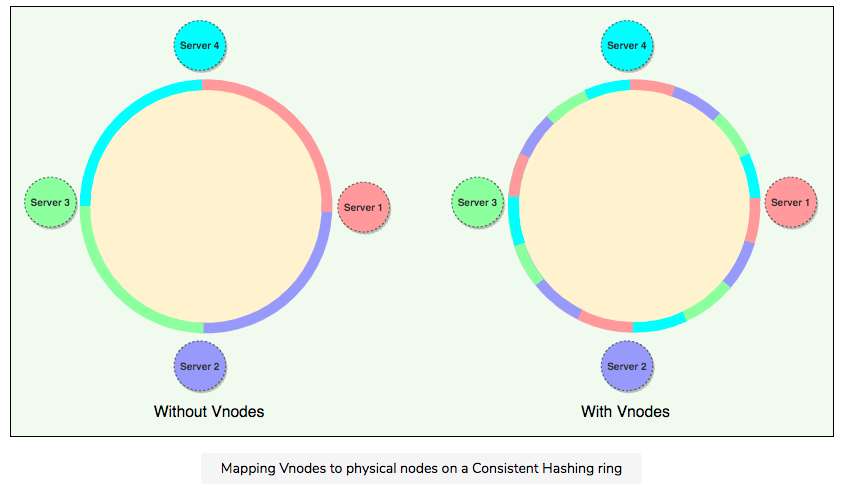 Server 4
Server 3
Server 1
Server 2
Without Vnodes
Server 4
Server 3
Server 1
Server 2
With Vnodes
Mapping Vnodes to physical nodes on a Consistent Hashing ring